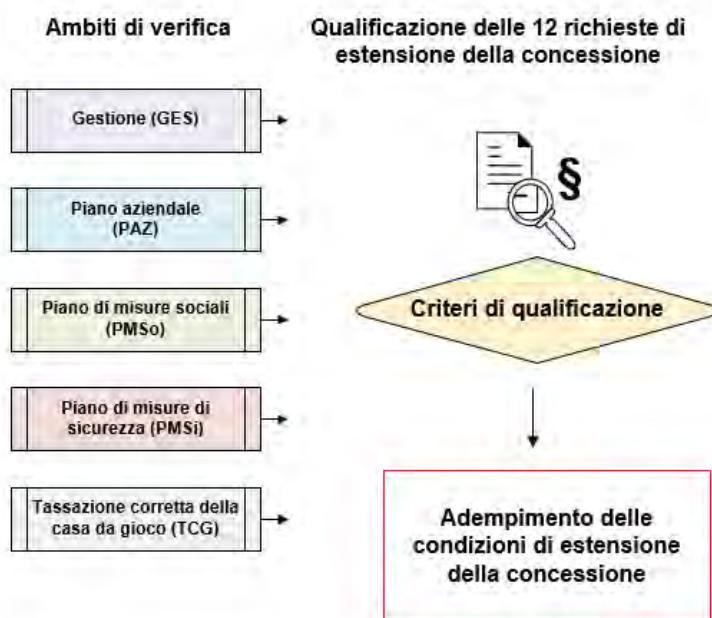 Ambiti di verifica
Qualificazione delle 12 richieste di
estensione della concessione
Gestione (GES)
Piano aziendale
(PAZ)
Piano di misure sociali
(PMSo)
Piano di misure di
sicurezza (PMSi)
Tassazione corretta della
casa da gioco (TCG)
§
Criteri di qualificazione
Adempimento delle
condizioni di estensione
della concessione